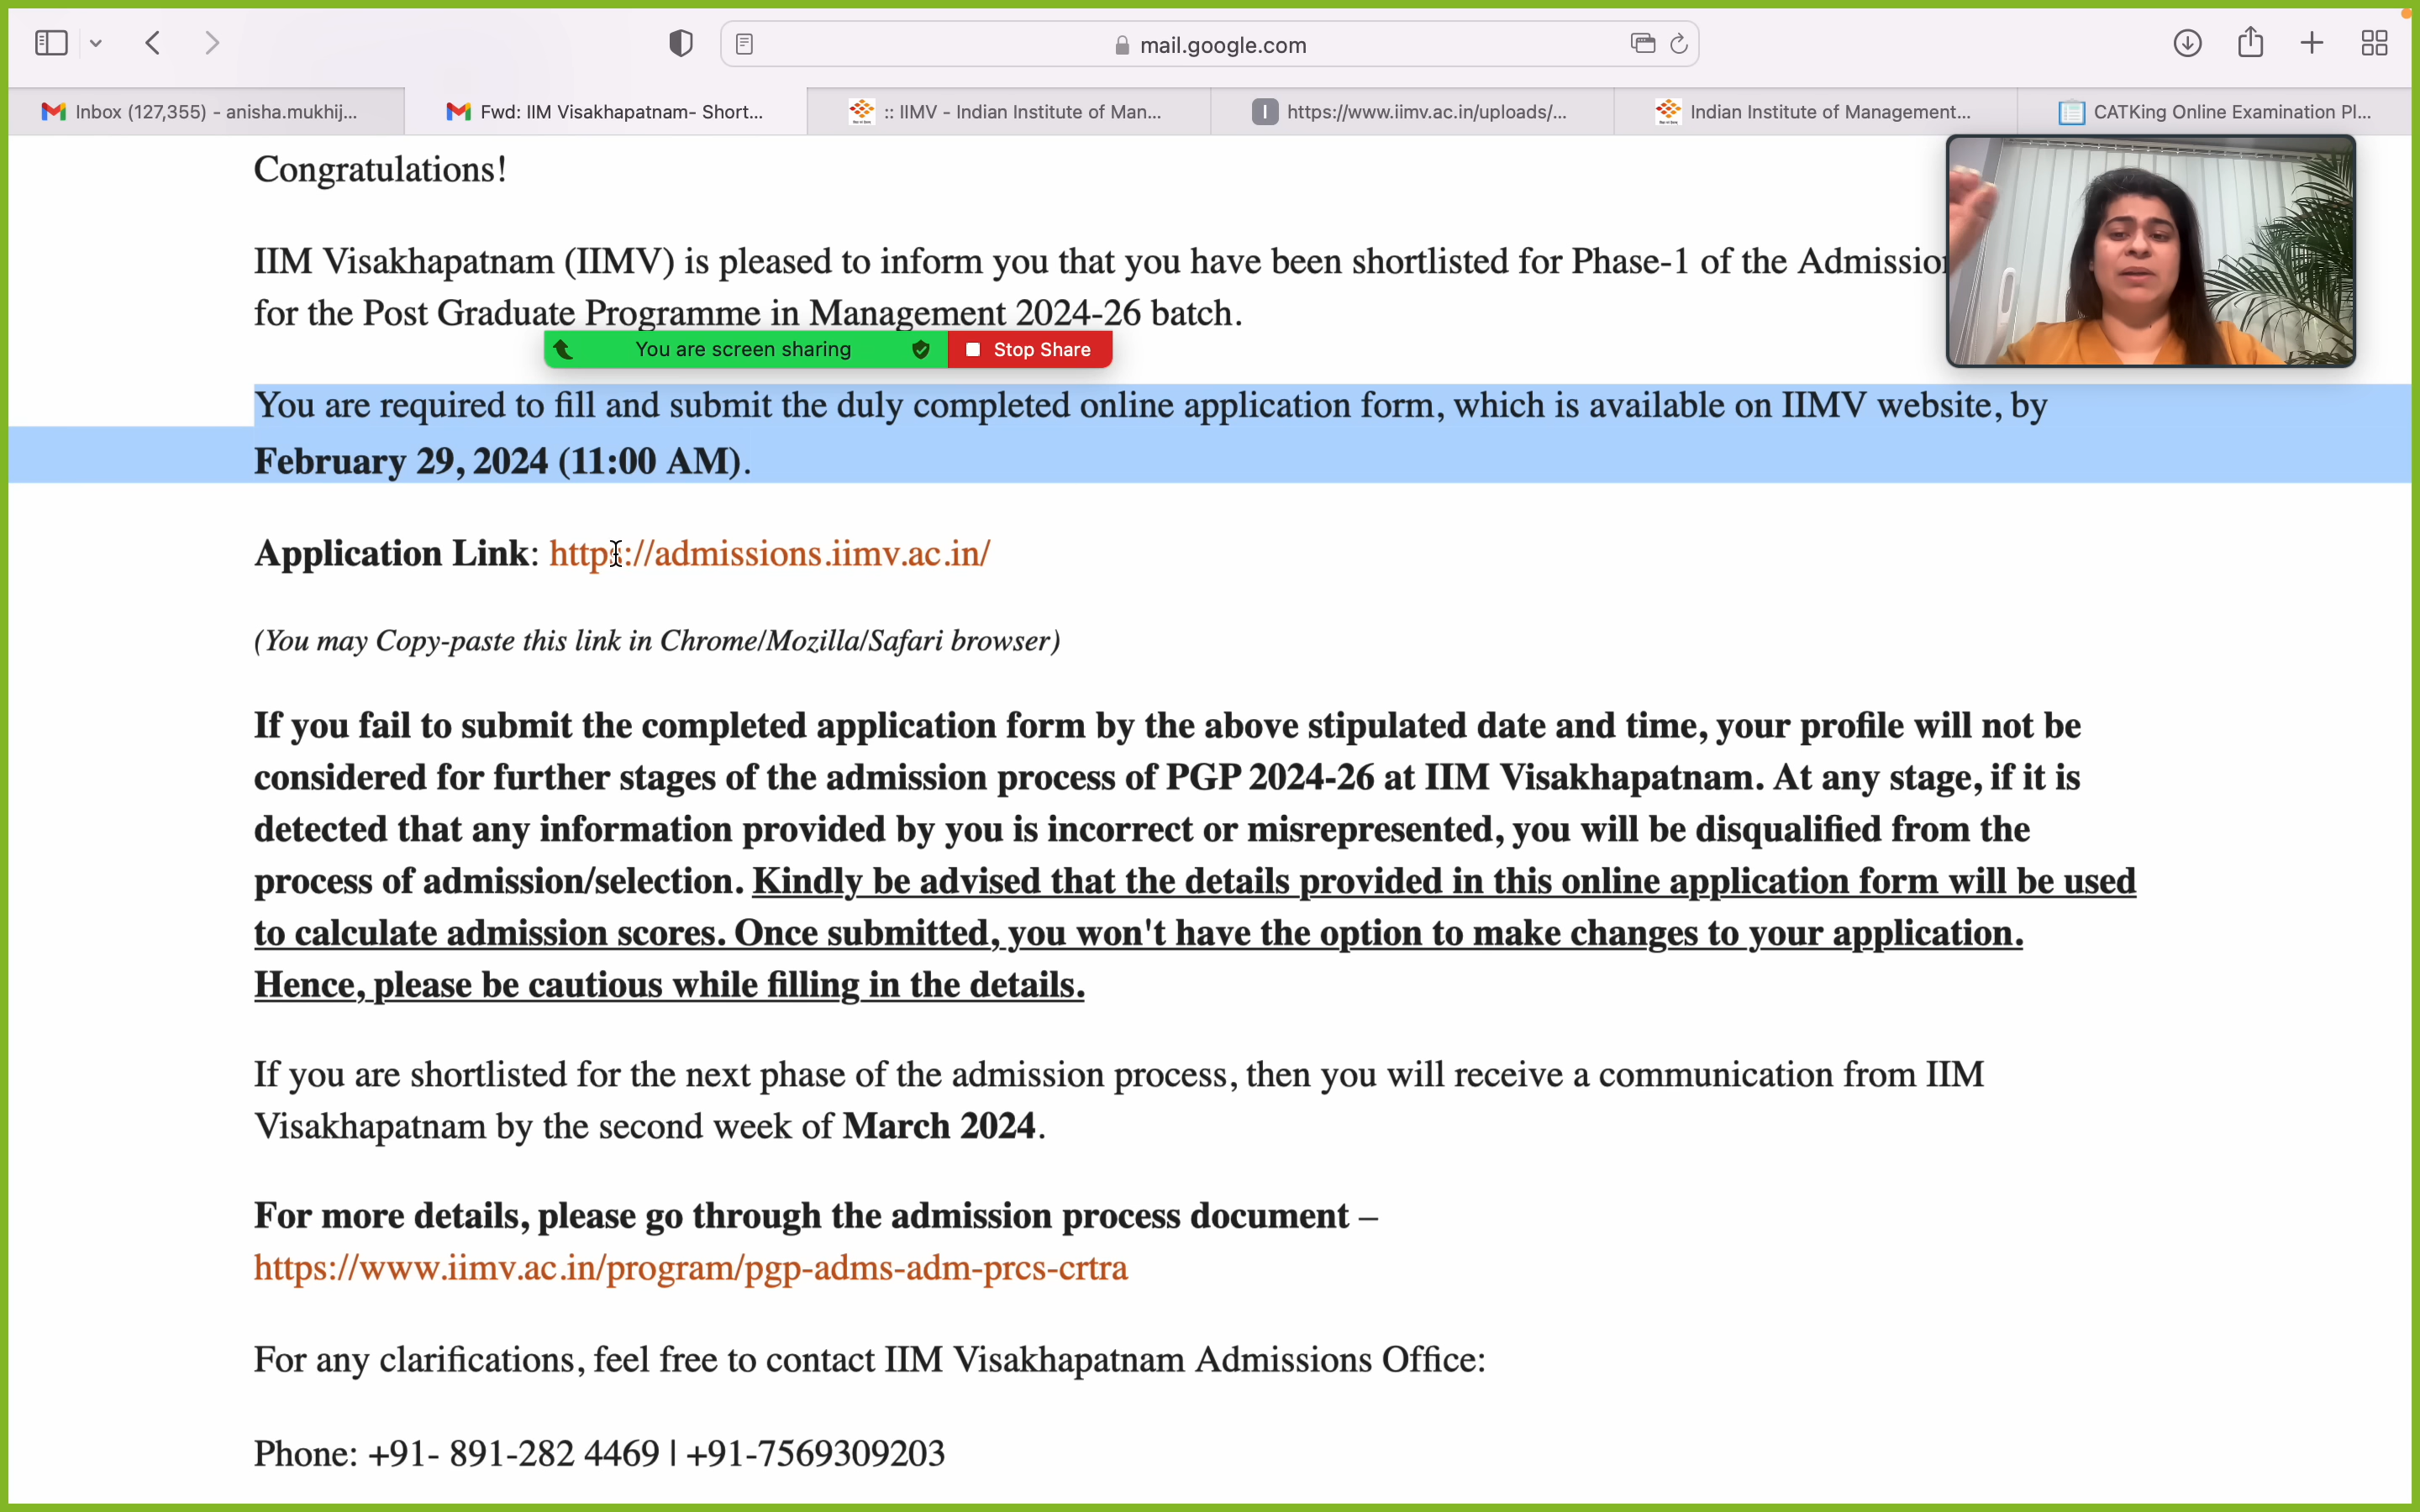 mail.google.com
Inbox (127,355) - anisha.mukhij...
Fwd: IIM Visakhapatnam- Short...
:: IIMV - Indian Institute of Man...
I https://www.iimv.ac.in/uploads/...
Indian Institute of Management...
CATKing Online Examination Pl...
Congratulations!
IIM Visakhapatnam (IIMV) is pleased to inform you that you have been shortlisted for Phase-1 of the
for the Post Graduate Programme in Management 2024-26 batch.
You are screen sharing
Stop Share
You are required to fill and submit the duly completed online application form, which is available on IIMV website, by
February 29, 2024 (11:00 AM).
Application Link: https://admissions.iimv.ac.in/
(You may Copy-paste this link in Chrome/Mozilla/Safari browser)
If you fail to submit the completed application form by the above stipulated date and time, your profile will not be
considered for further stages of the admission process of PGP 2024-26 at IIM Visakhapatnam. At any stage, if it is
detected that any information provided by you is incorrect or misrepresented, you will be disqualified from the
process of admission/selection. Kindly be advised that the details provided in this online application form will be used
to calculate admission scores. Once submitted, you won't have the option to make changes to your application.
Hence, please be cautious while filling in the details.
If you are shortlisted for the next phase of the admission process, then you will receive a communication from IIM
Visakhapatnam by the second week of March 2024.
For more details, please go through the admission process document –
https://www.iimv.ac.in/program/pgp-adms-adm-prcs-crtra
For any clarifications, feel free to contact IIM Visakhapatnam Admissions Office:
Phone: +91- 891-282 4469 | +91-7569309203